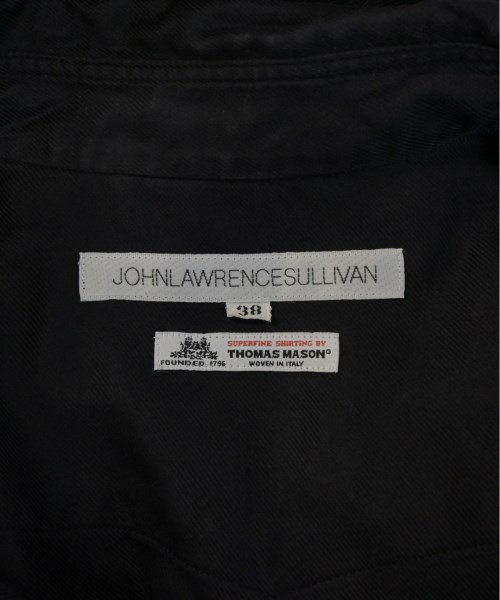 JOHNLAWRENCESULLIVAN
38
SUPERFINE SHIRTING BY
THOMAS MASON®
FOUNDED 1796
WOVEN IN ITALY